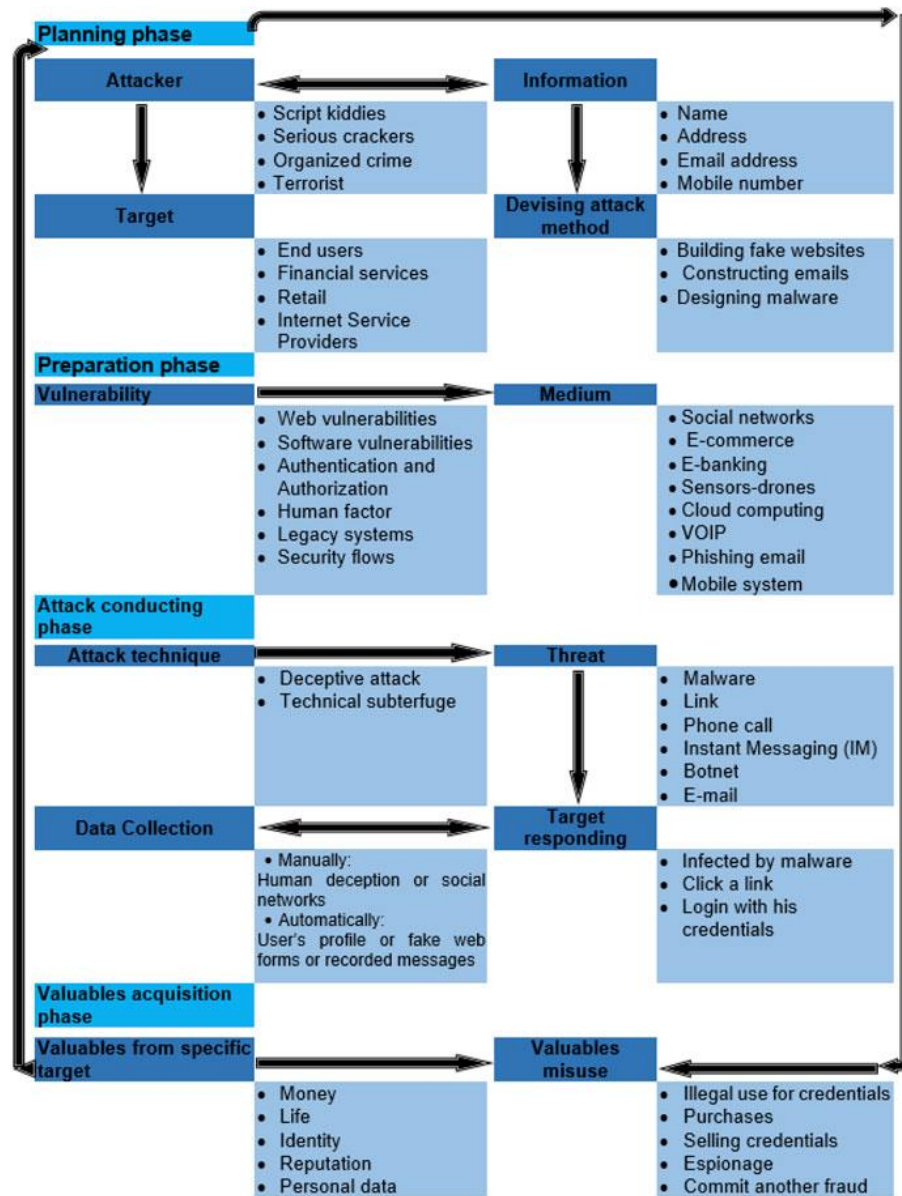 Planning phase
Attacker
Information
• Script kiddies
• Serious crackers
• Organized crime
• Terrorist
• Name
• Address
• Email address
• Mobile number
Target
Devising attack
method
• End users
• Financial services
• Retail
• Internet Service
Providers
• Building fake websites
• Constructing emails
• Designing malware
Preparation phase
Vulnerability
Medium
• Web vulnerabilities
• Software vulnerabilities
• Authentication and
Authorization
• Human factor
• Legacy systems
• Security flows
• Social networks
• E-commerce
• E-banking
• Sensors-drones
• Cloud computing
• VOIP
• Phishing email
• Mobile system
Attack conducting
phase
Attack technique
Threat
• Deceptive attack
• Technical subterfuge
• Malware
• Link
• Phone call
• Instant Messaging (IM)
• Botnet
• E-mail
Data Collection
Target
responding
• Manually:
Human deception or social
networks
• Automatically:
User's profile or fake web
forms or recorded messages
• Infected by malware
• Click a link
• Login with his
credentials
Valuables acquisition
phase
Valuables from specific
target
Valuables
misuse
• Money
• Life
• Identity
• Reputation
• Personal data
• Illegal use for credentials
• Purchases
• Selling credentials
• Espionage
• Commit another fraud